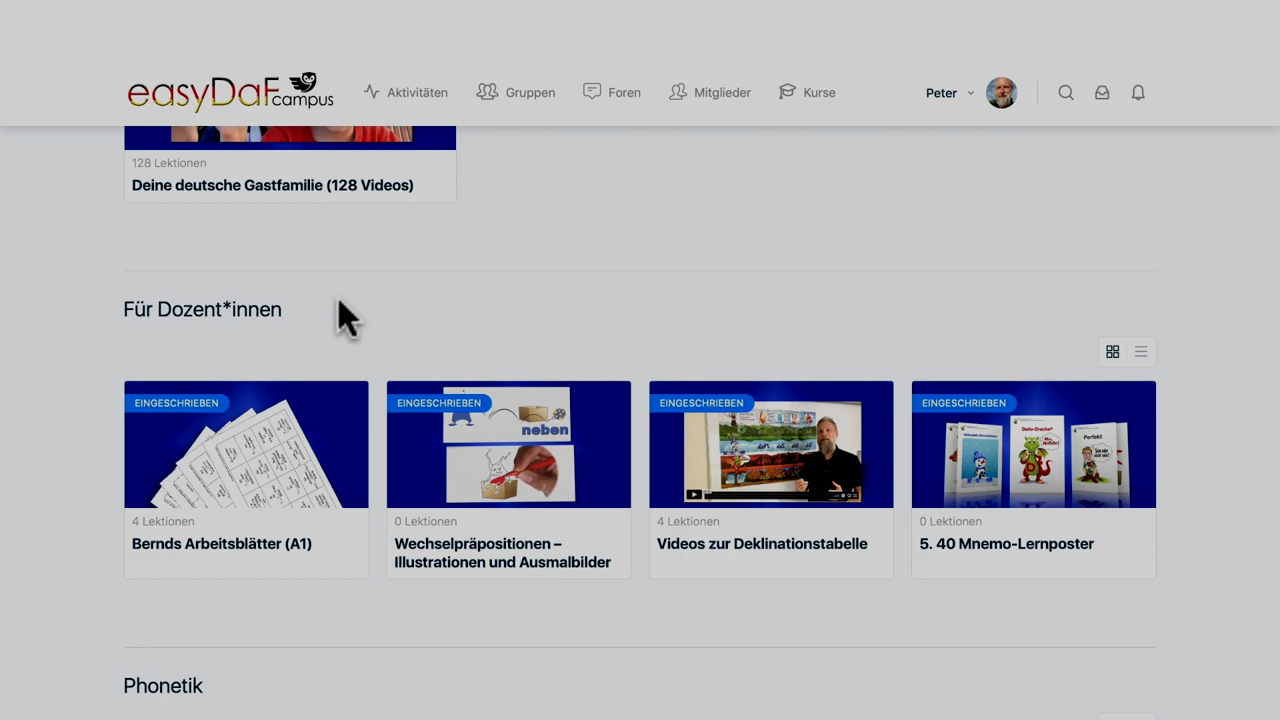 easyDaF campus
Aktivitäten
Gruppen
Foren
Mitglieder
Kurse
Peter
128 Lektionen
Deine deutsche Gastfamilie (128 Videos)
Für Dozent*innen
EINGESCHRIEBEN
4 Lektionen
Bernds Arbeitsblätter (A1)
EINGESCHRIEBEN
neben
0 Lektionen
Wechselpräpositionen –
Illustrationen und Ausmalbilder
EINGESCHRIEBEN
4 Lektionen
Videos zur Deklinationstabelle
EINGESCHRIEBEN
Perfekt
0 Lektionen
5. 40 Mnemo-Lernposter
Phonetik